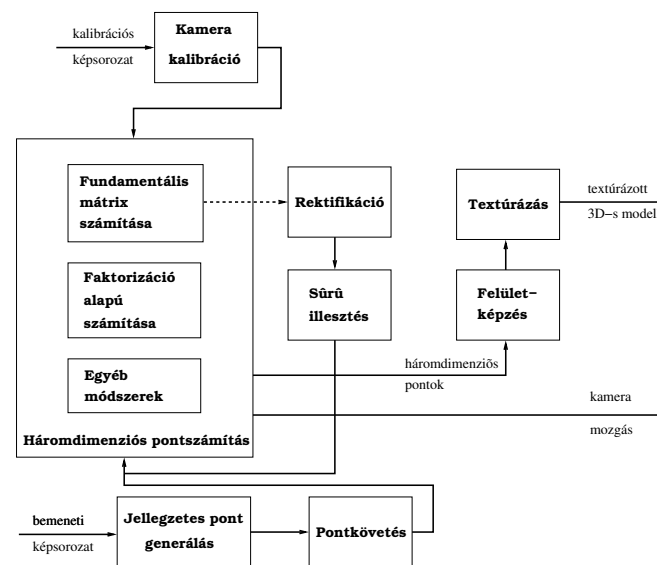 kalibrációs
képsorozat
Kamera
kalibráció
Fundamentális
mátrix
számítása
Rektifikáció
Textúrázás
textúrázott
3D−s model
Faktorizáció
alapú
számítása
Sûrû
illesztés
Felület−
képzés
Egyéb
módszerek
háromdimenziõs
pontok
kamera
mozgás
Háromdimenziós pontszámítás
bemeneti
képsorozat
Jellegzetes pont
generálás
Pontkövetés